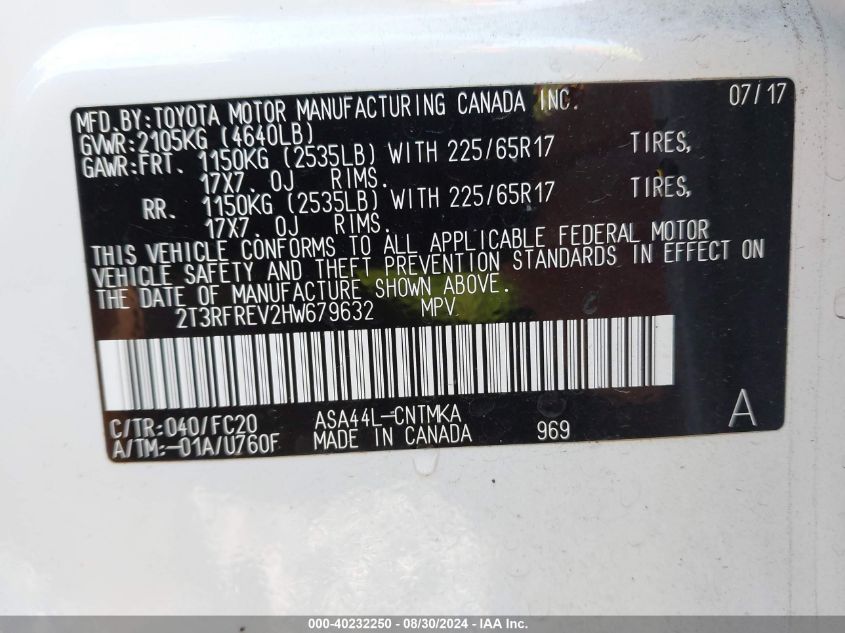 MFD.BY:TOYOTA MOTOR MANUFACTURING CANADA INC. 07/17
GVWR:2105KG (4640LB)
GAWR:FRT. 1150KG (2535LB) WITH 225/65R17 TIRES,
17X7.0J RIMS.
RR. 1150KG (2535LB) WITH 225/65R17 TIRES,
17X7.0J RIMS.
THIS VEHICLE CONFORMS TO ALL APPLICABLE FEDERAL MOTOR
VEHICLE SAFETY AND THEFT PREVENTION STANDARDS IN EFFECT ON
THE DATE OF MANUFACTURE SHOWN ABOVE.
2T3RFREV2HW679632 MPV
C/TR:040/FC20 ASA44L-CNTMKA A
A/TM:-01A/U760F MADE IN CANADA 969
000-40232250 - 08/30/2024 - IAA Inc.